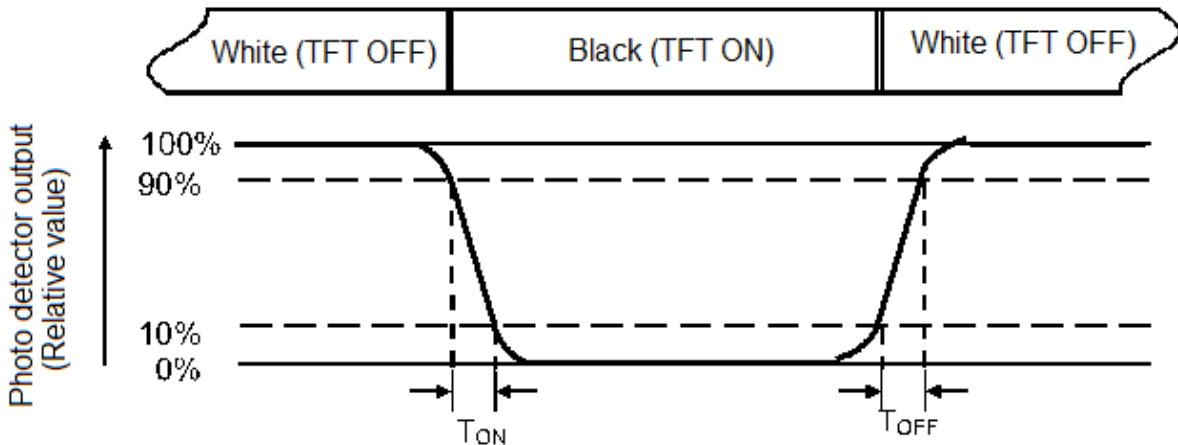 White (TFT OFF)
Black (TFT ON)
White (TFT OFF)
Photo detector output
(Relative value)
100%
90%
10%
0%
TON
TOFF